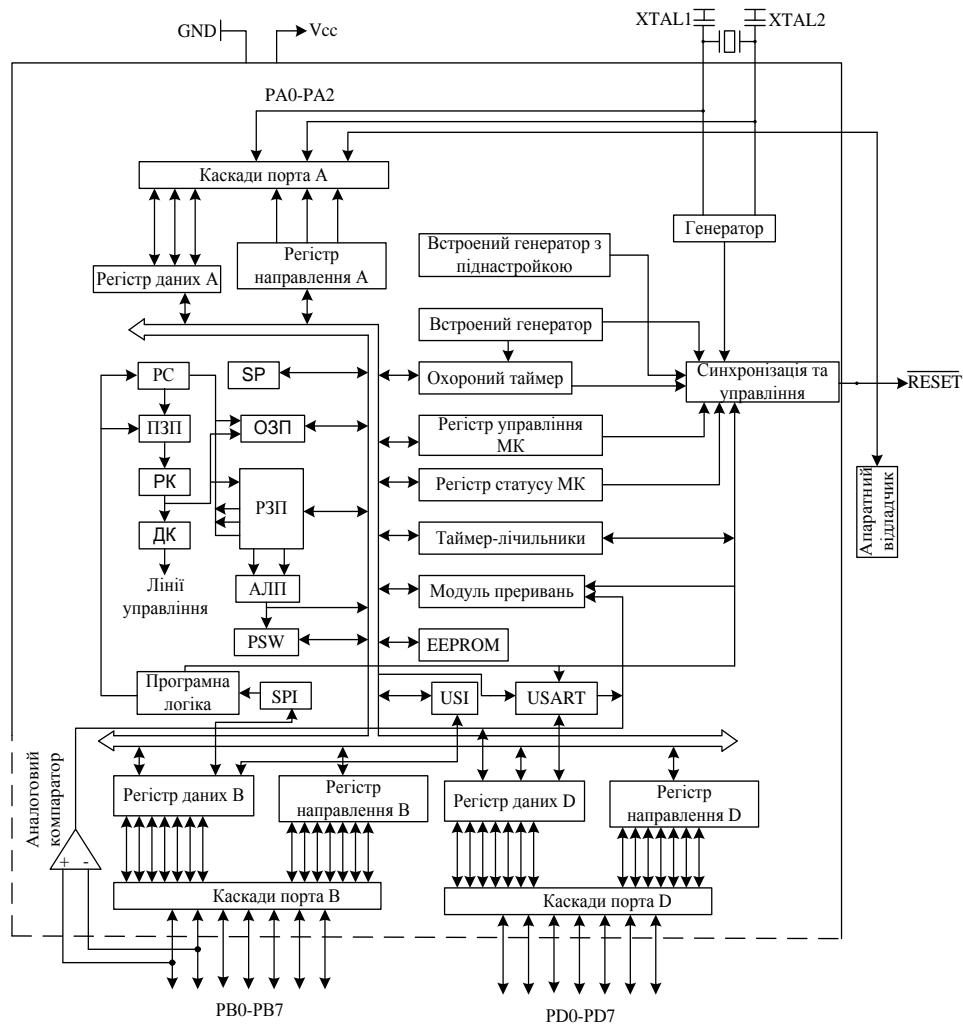 XTAL1
XTAL2
GND
Vcc
PA0-PA2
Каскади порта A
Генератор
Встроений генератор з
піднастройкою
Регістр
направлення A
Регістр даних A
Встроений генератор
Охороний таймер
Синхронізація та
управління
RESET
PC
SP
ПЗП
ОЗП
Регістр управління
МК
РК
Регістр статусу МК
РЗП
Апаратний
відладчик
ДК
Таймер-лічильники
Лінії
управління
АЛП
Модуль преривань
PSW
EEPROM
Програмна
логіка
SPI
USI
USART
Аналоговий
компаратор
Регістр даних B
Регістр
направлення B
Регістр даних D
Регістр
направлення D
+ -
Каскади порта B
Каскади порта D
PB0-PB7
PD0-PD7